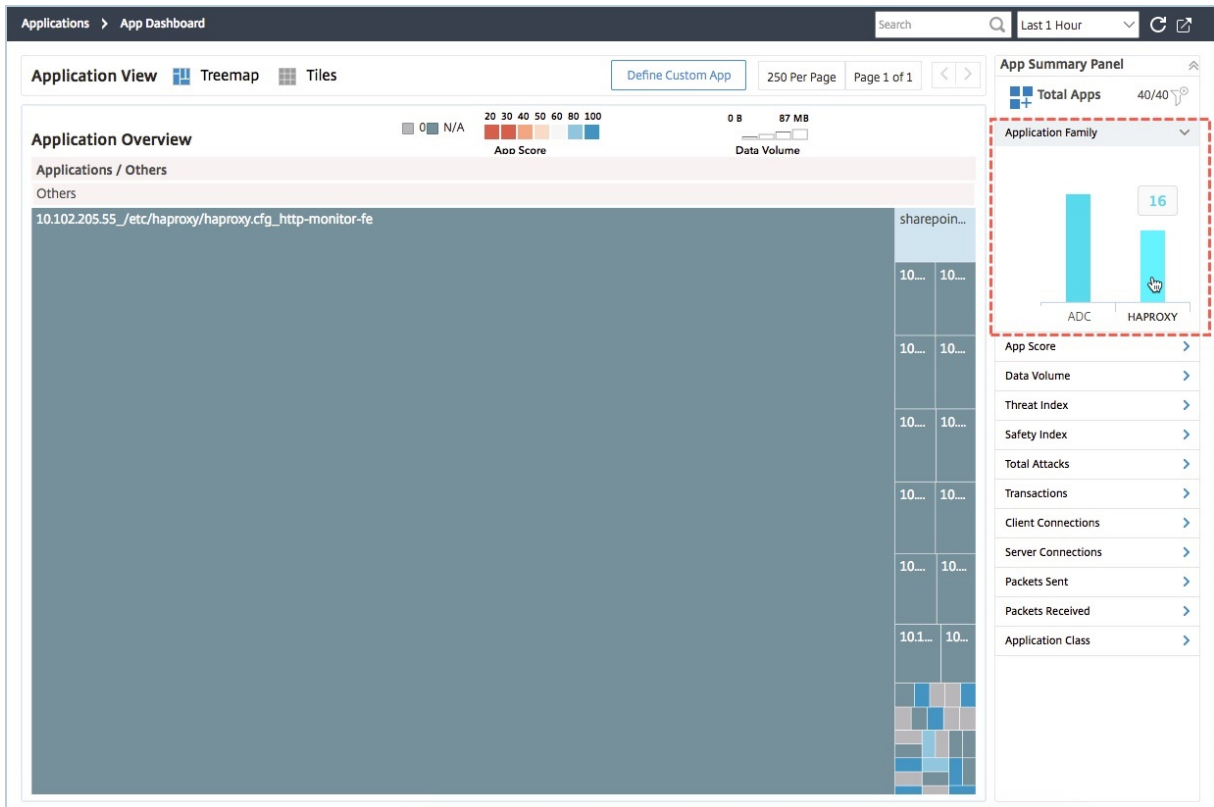 Applications > App Dashboard
Search
Last 1 Hour
Application View Treemap Tiles
Define Custom App
250 Per Page
Page 1 of 1
App Summary Panel
Total Apps 40/40
Application Overview
0 N/A
20 30 40 50 60 80 100
App Score
0 B 87 MB
Data Volume
Applications / Others
Others
10.102.205.55_/etc/haproxy/haproxy.cfg_http-monitor-fe
sharepoin...
10.... 10....
10.... 10....
10.... 10....
10.... 10....
10.... 10....
10.1... 10...
Application Family
16
ADC HAPROXY
App Score
Data Volume
Threat Index
Safety Index
Total Attacks
Transactions
Client Connections
Server Connections
Packets Sent
Packets Received
Application Class